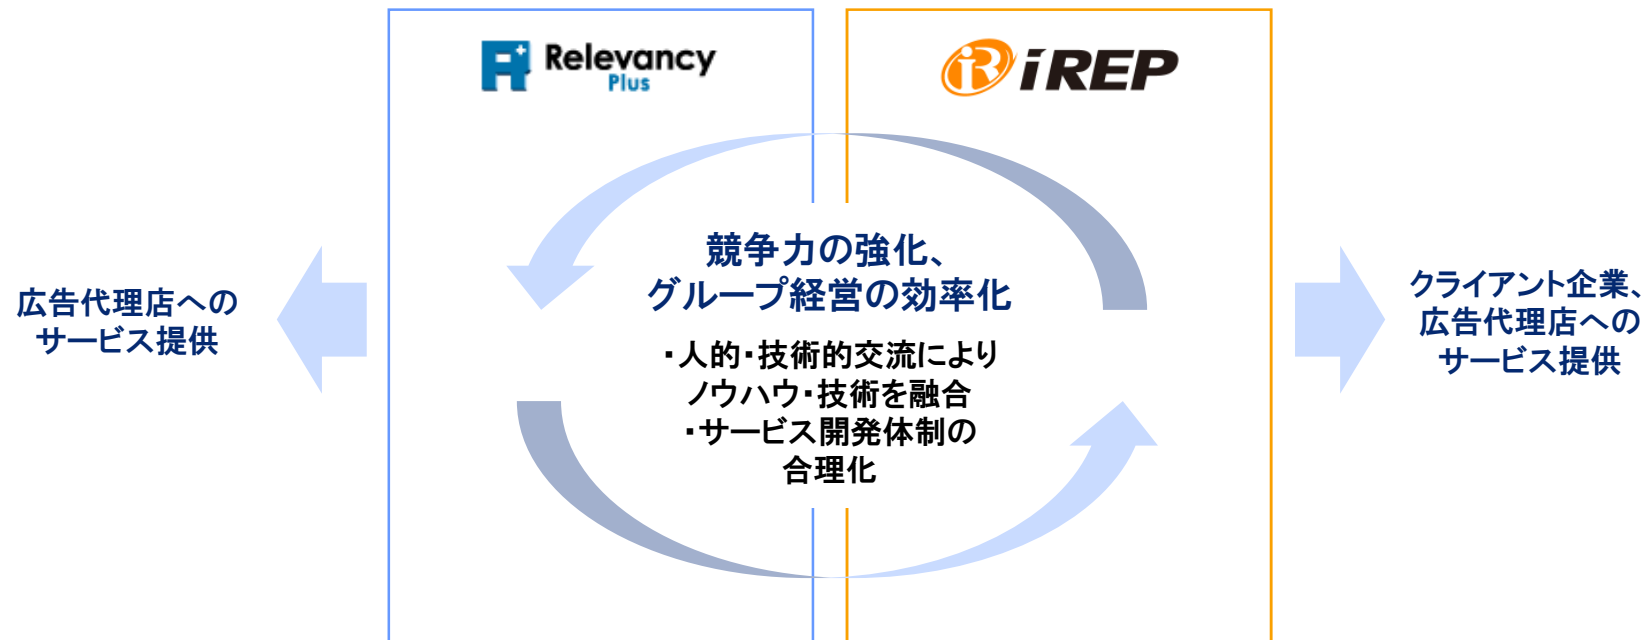 Relevancy
Plus
iREP
競争力の強化、
グループ経営の効率化
・人的・技術的交流により
ノウハウ・技術を融合
・サービス開発体制の
合理化
広告代理店への
サービス提供
クライアント企業、
広告代理店への
サービス提供